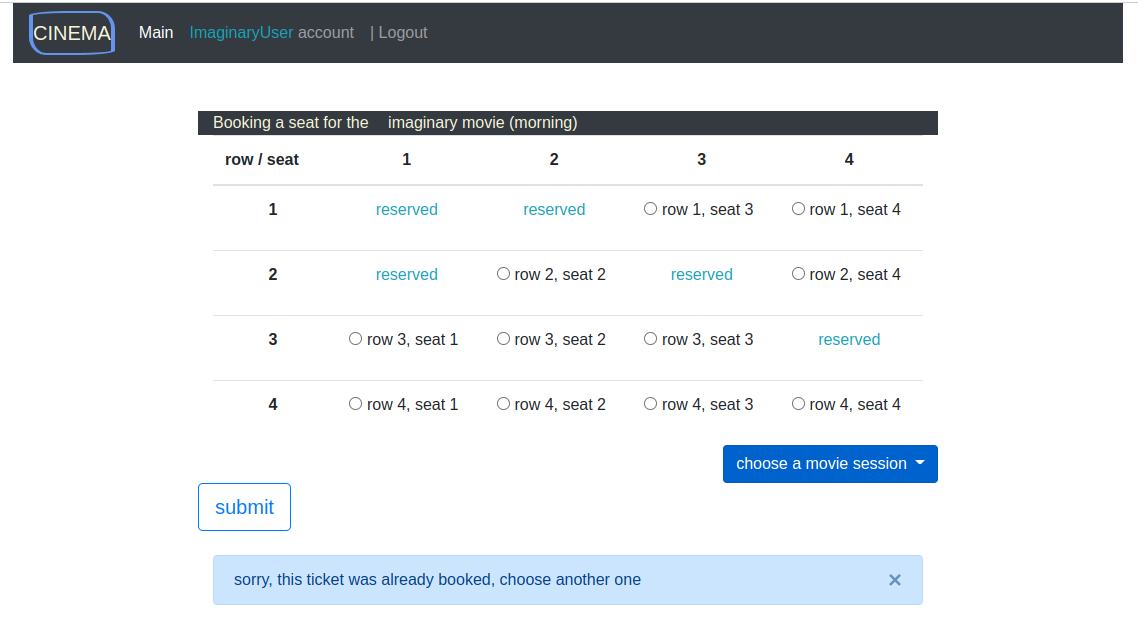 CINEMA Main ImaginaryUser account | Logout
Booking a seat for the imaginary movie (morning)
row / seat 1 2 3 4
1 reserved reserved row 1, seat 3 row 1, seat 4
2 reserved row 2, seat 2 reserved row 2, seat 4
3 row 3, seat 1 row 3, seat 2 row 3, seat 3 reserved
4 row 4, seat 1 row 4, seat 2 row 4, seat 3 row 4, seat 4
choose a movie session
submit
sorry, this ticket was already booked, choose another one ×